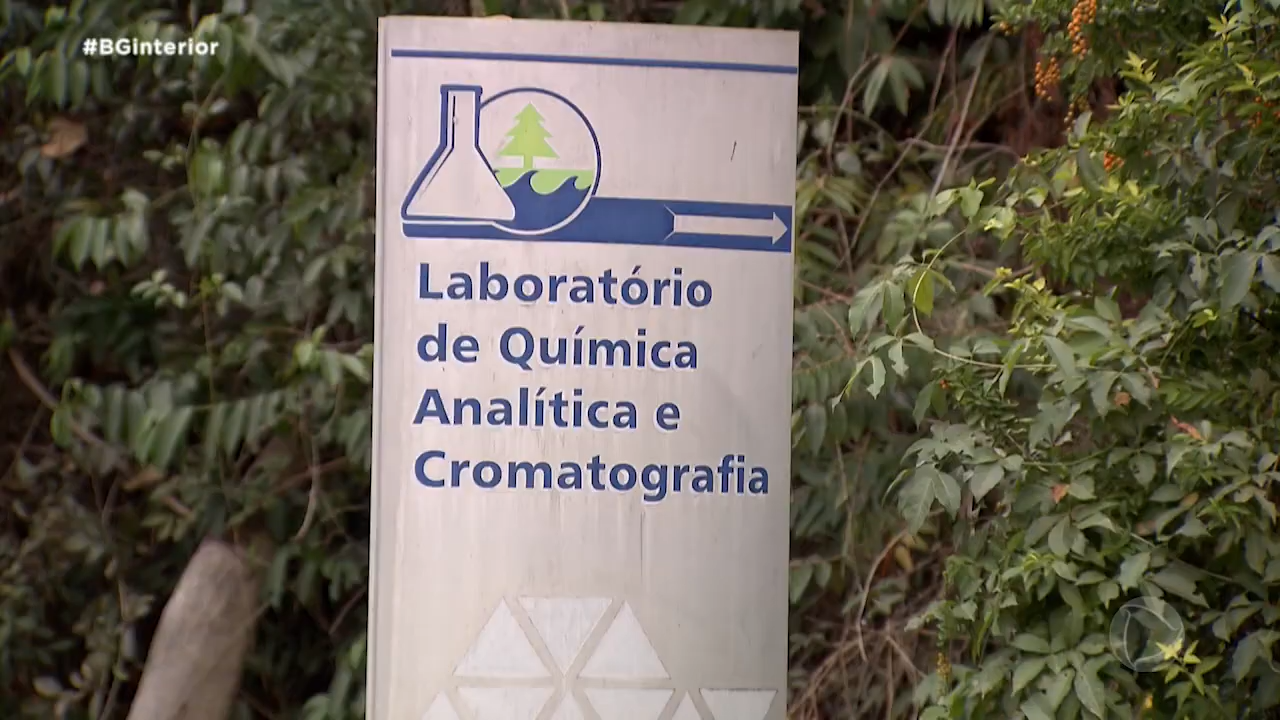 #BGinterior
Laboratório
de Química
Analítica e
Cromatografia